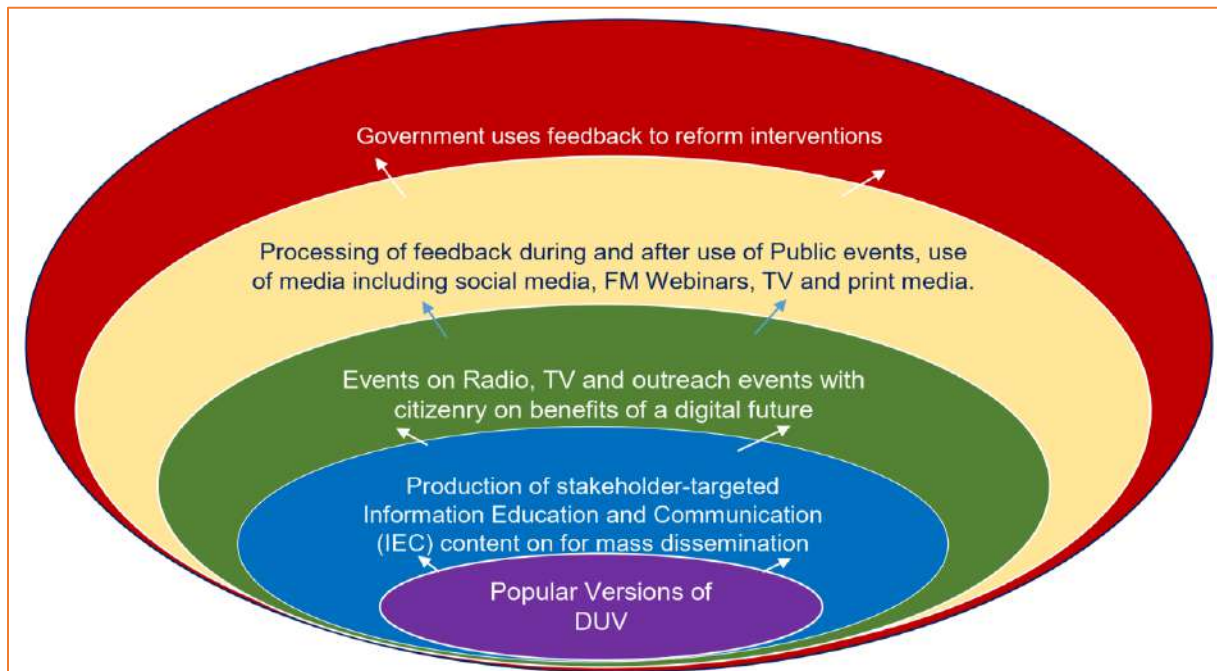 Government uses feedback to reform interventions
Processing of feedback during and after use of Public events, use
of media including social media, FM Webinars, TV and print media.
Events on Radio, TV and outreach events with
citizenry on benefits of a digital future
Production of stakeholder-targeted
Information Education and Communication
(IEC) content on for mass dissemination
Popular Versions of
DUV